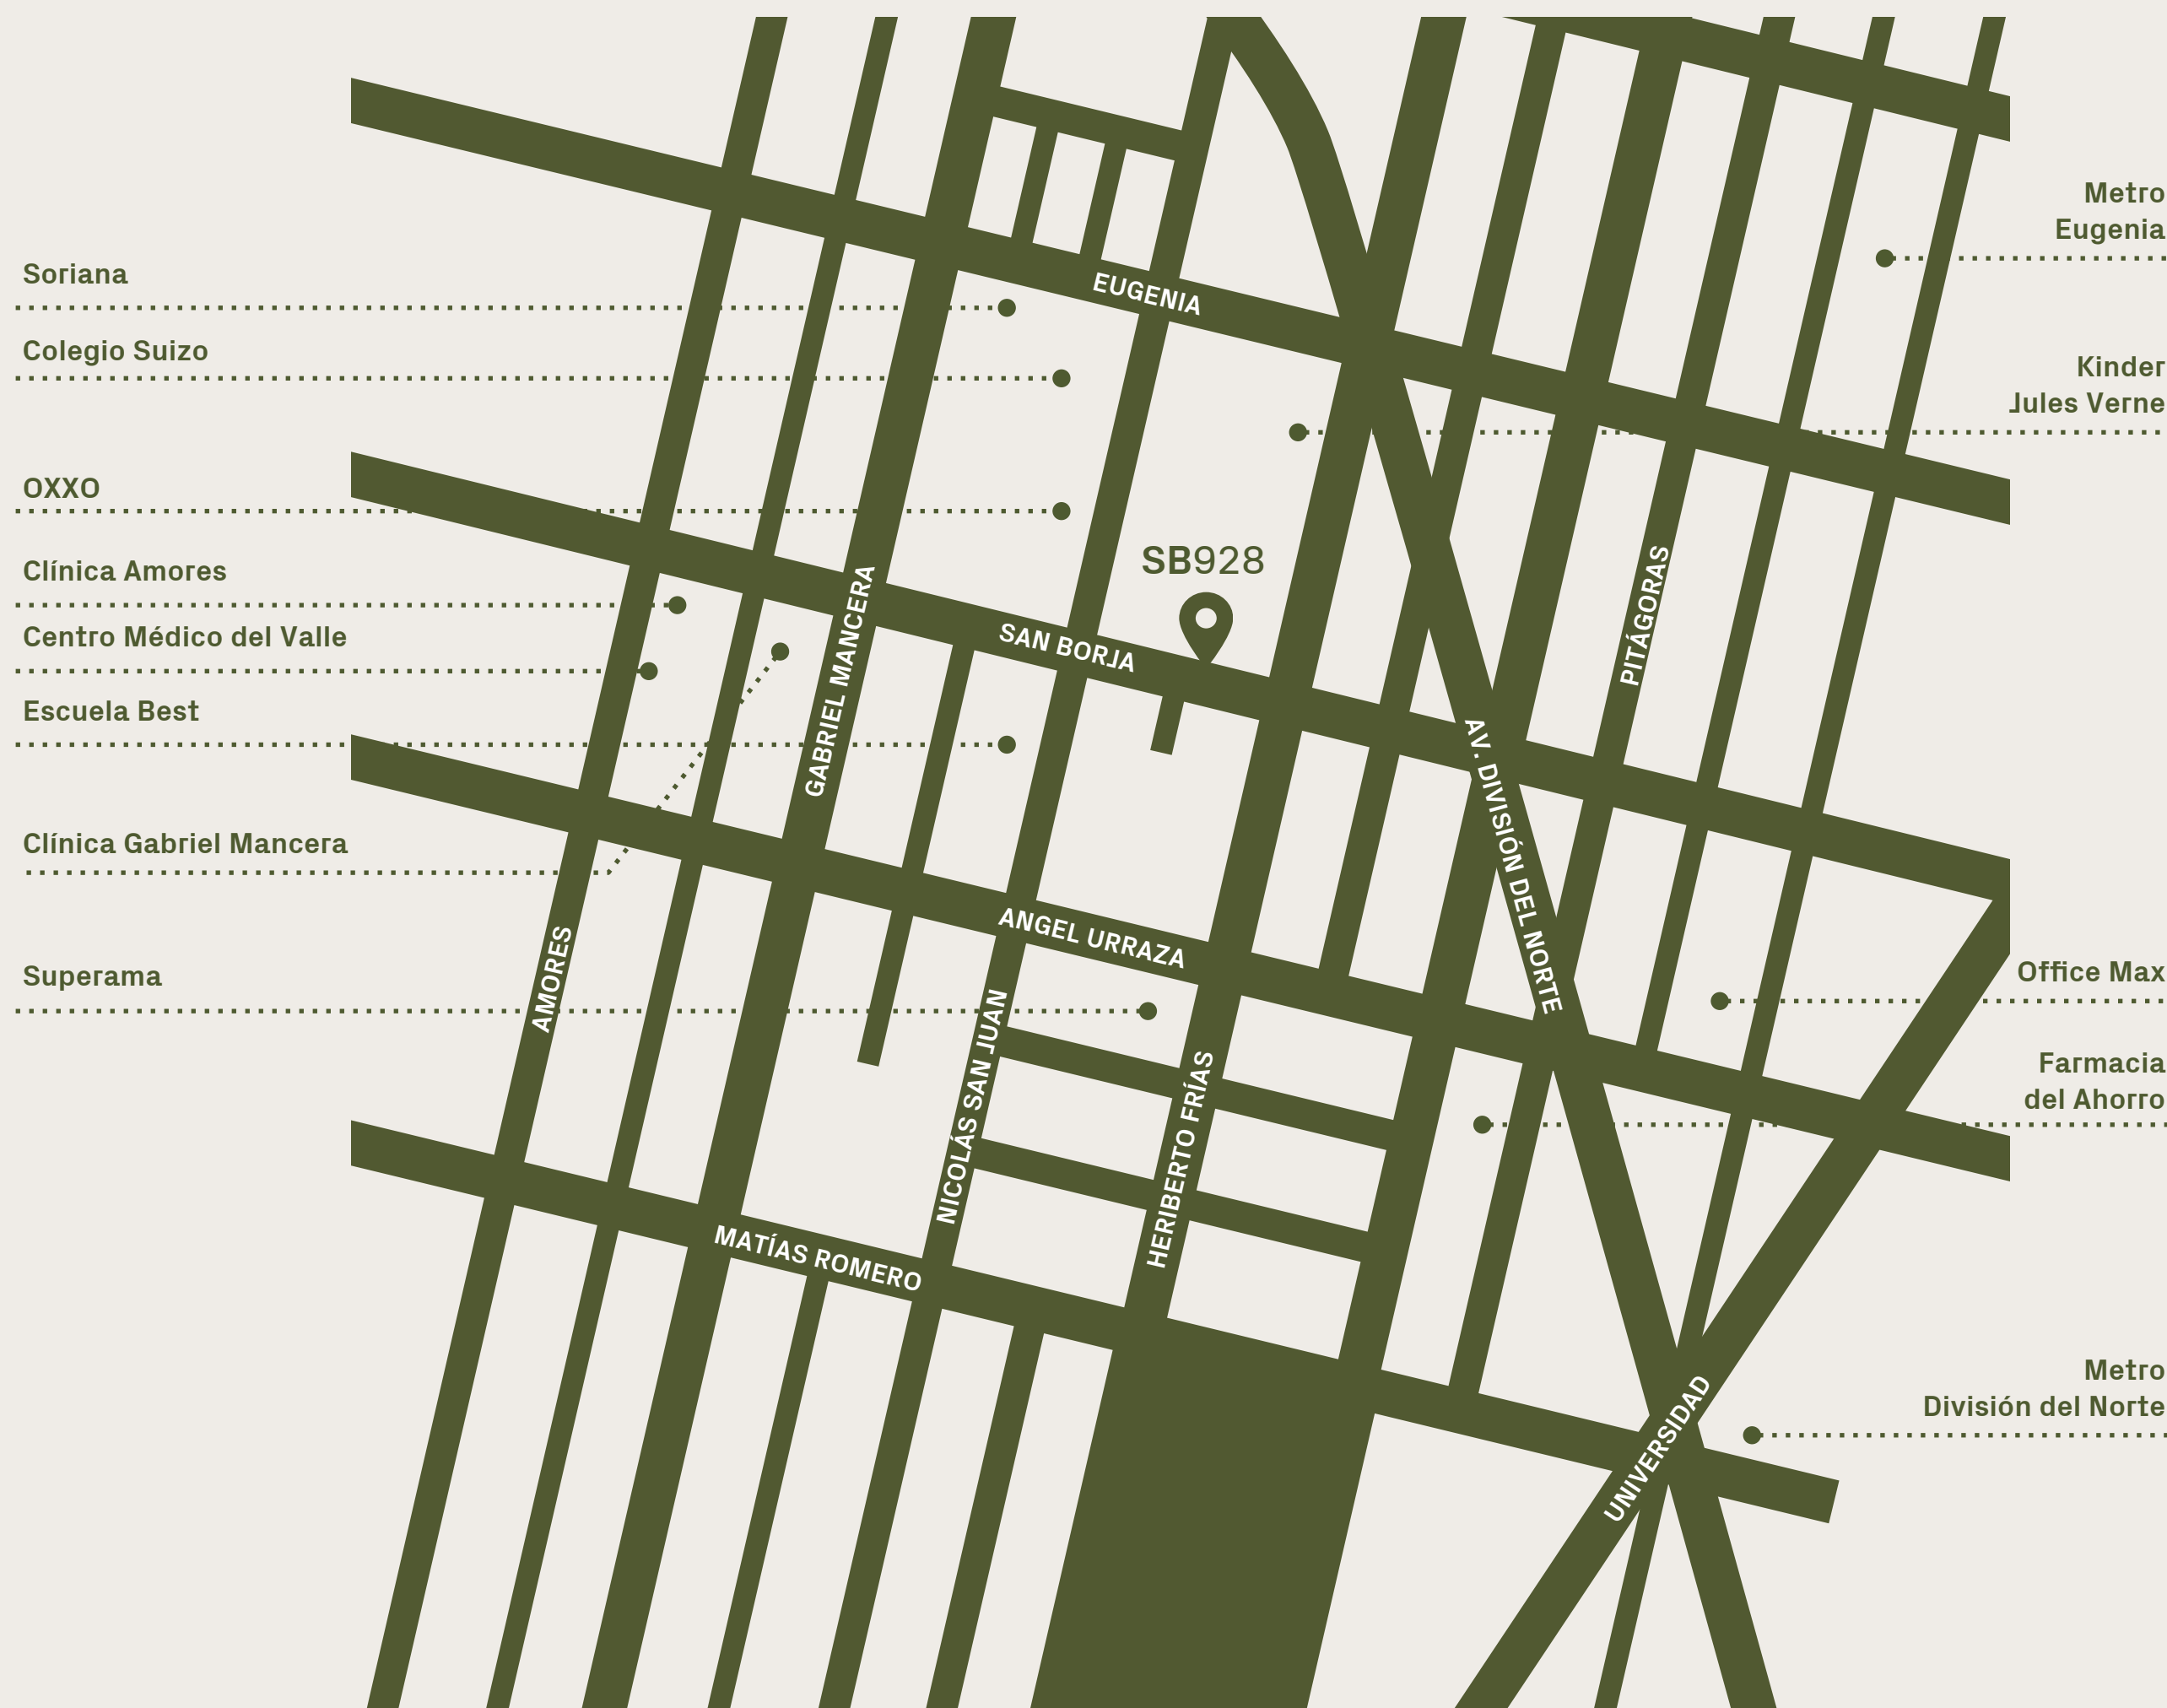 Soriana
Colegio Suizo
OXXO
Clínica Amores
Centro Médico del Valle
Escuela Best
Clínica Gabriel Mancera
Superama
EUGENIA
SAN BORJA
SB928
GABRIEL MANCERA
ANGEL URRAZA
AMORES
NICOLÁS SAN JUAN
HERIBERTO FRÍAS
MATÍAS ROMERO
PITÁGORAS
AV. DIVISIÓN DEL NORTE
UNIVERSIDAD
Metro
Eugenia
Kinder
Jules Verne
Office Max
Farmacia
del Ahorro
Metro
División del Norte